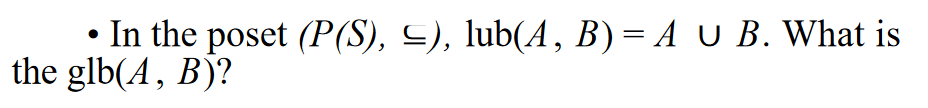 • In the poset (P(S), ⊆), lub(A, B) = A ∪ B. What is
the glb(A, B)?